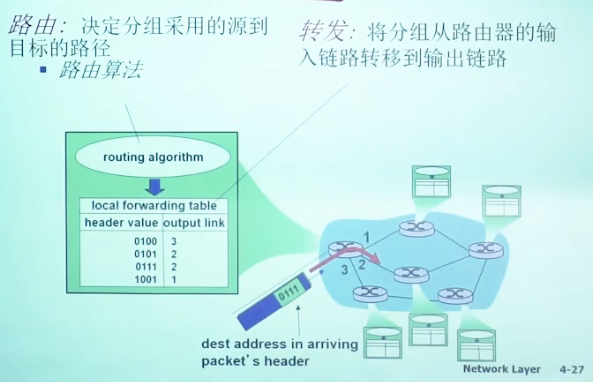 路由：决定分组采用的源到
目标的路径
▪ 路由算法
转发：将分组从路由器的输
入链路转移到输出链路
routing algorithm
local forwarding table
header value output link
0100 3
0101 2
0111 2
1001 1
1
2
3
0111
dest address in arriving
packet's header
Network Layer 4-27